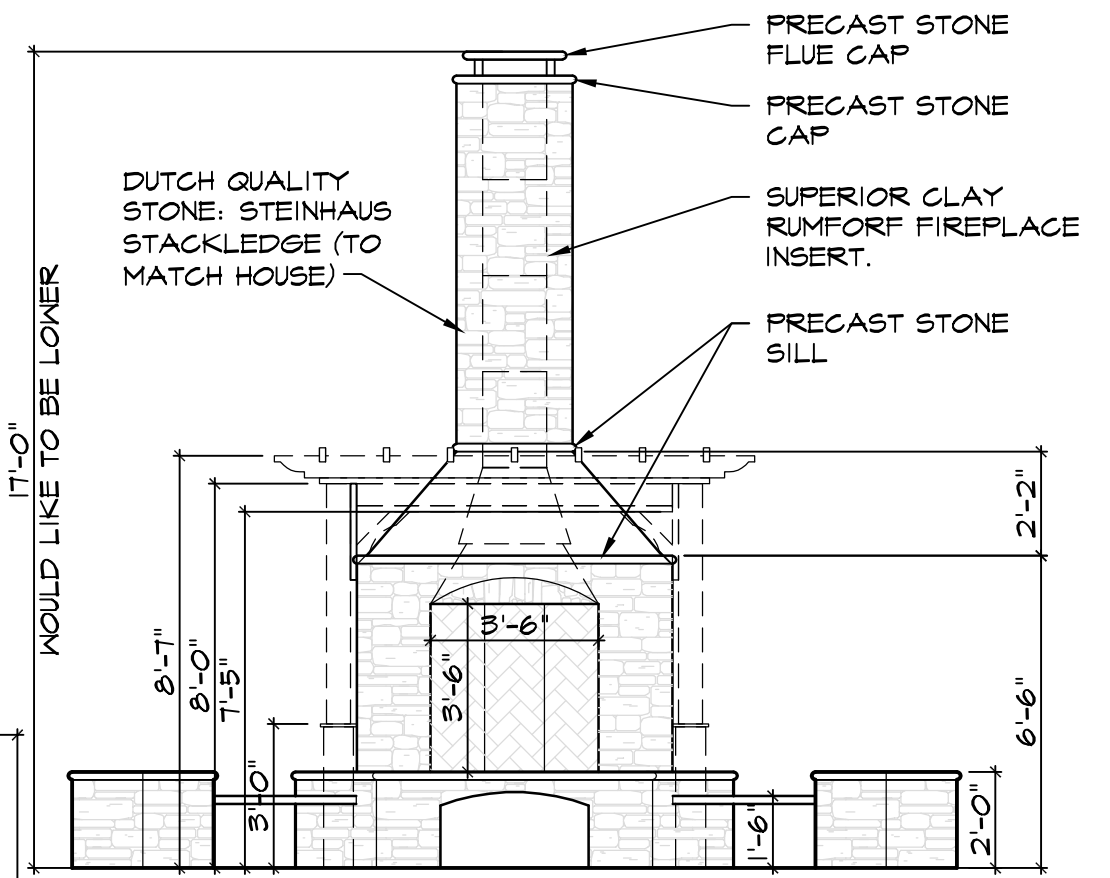 PRECAST STONE
FLUE CAP
PRECAST STONE
CAP
DUTCH QUALITY
STONE: STEINHAUS
STACKLEDGE (TO
MATCH HOUSE)
SUPERIOR CLAY
RUMFORF FIREPLACE
INSERT.
PRECAST STONE
SILL
17'-0"
WOULD LIKE TO BE LOWER
8'-7"
8'-0"
7'-5"
3'-0"
3'-6"
3'-6"
2'-2"
6'-6"
1'-6"
2'-0"